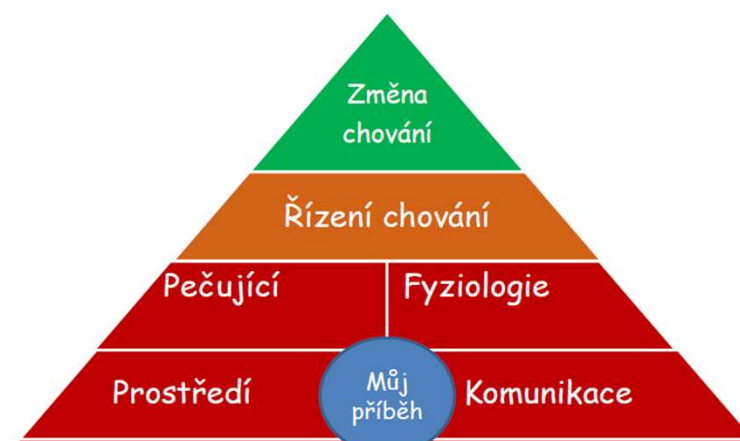 Změna
chování
Řízení chování
Pečující
Fyziologie
Prostředí
Můj
příběh
Komunikace